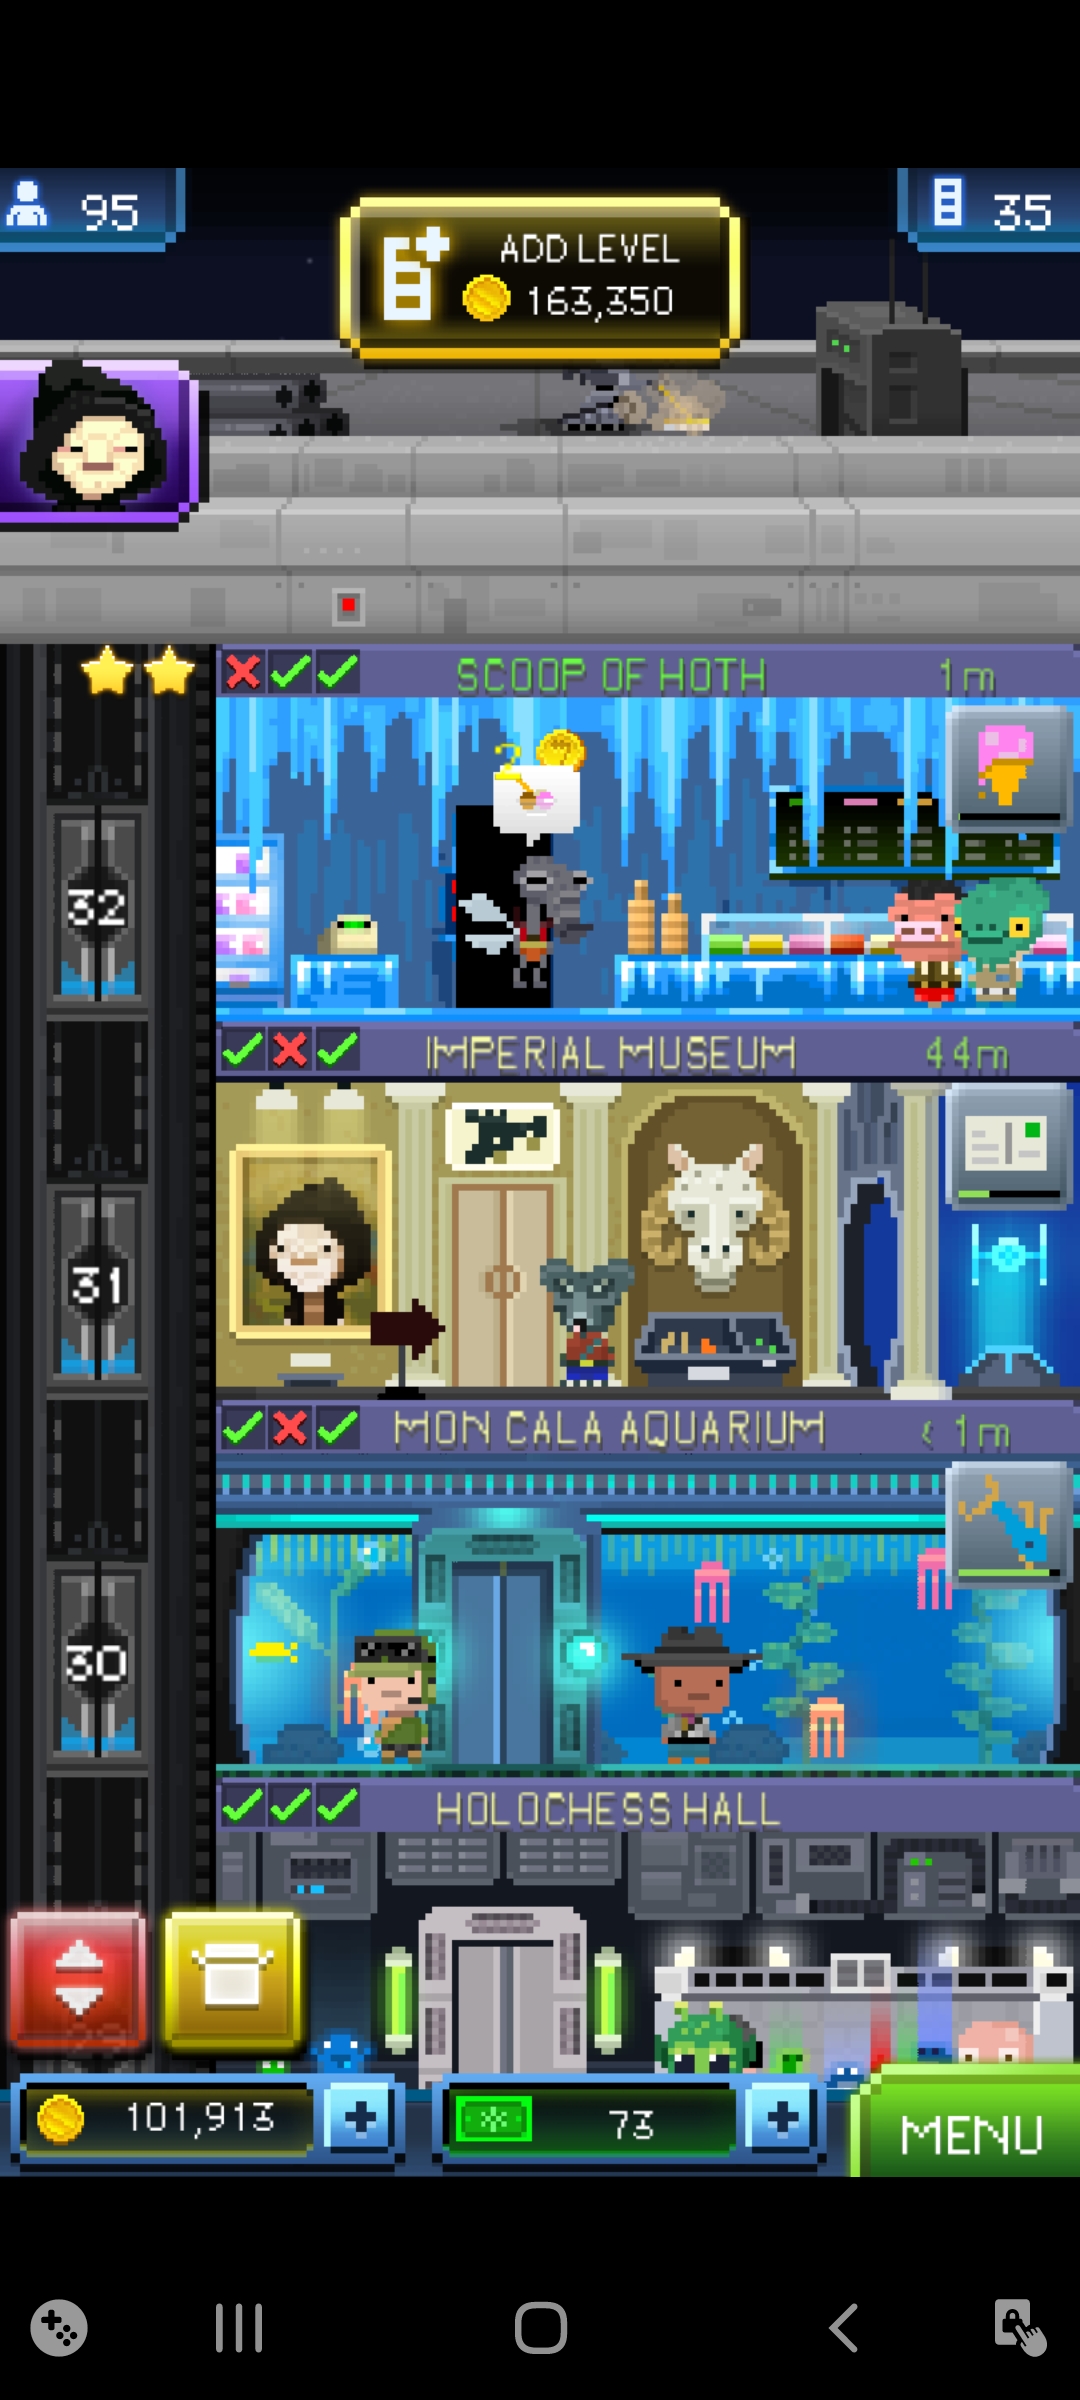 95
ADD LEVEL
163,350
35
SCOOP OF HOTH
1m
2
32
IMPERIAL MUSEUM
44m
31
MON CALA AQUARIUM
< 1m
30
HOLOCHESS HALL
101,913
73
MENU